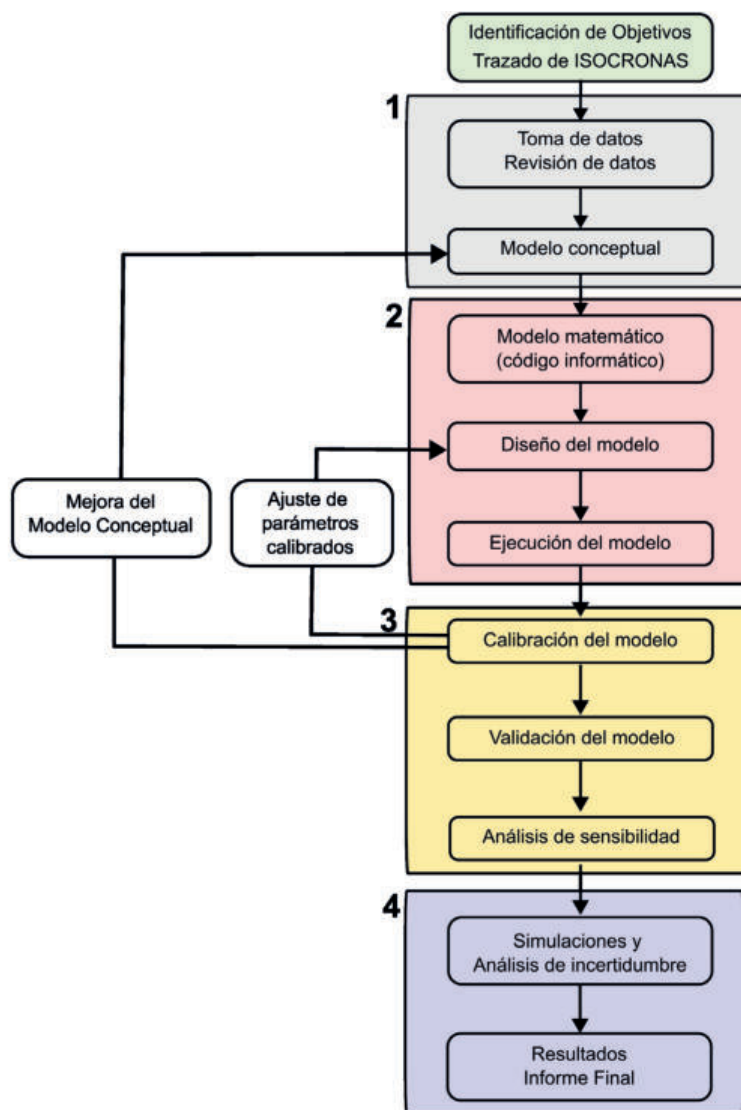 Identificación de Objetivos
Trazado de ISOCRONAS
1
Toma de datos
Revisión de datos
Modelo conceptual
2
Modelo matemático
(código informático)
Diseño del modelo
Mejora del
Modelo Conceptual
Ajuste de
parámetros
calibrados
Ejecución del modelo
3
Calibración del modelo
Validación del modelo
Análisis de sensibilidad
4
Simulaciones y
Análisis de incertidumbre
Resultados
Informe Final